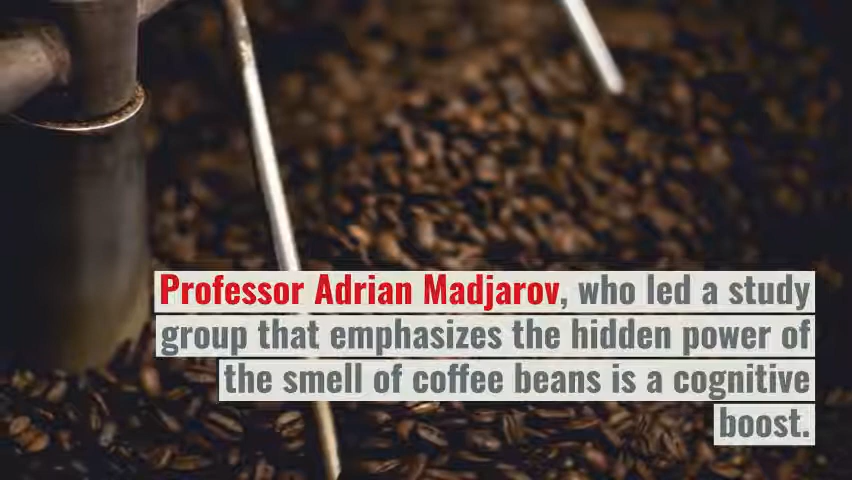 Professor Adrian Madjarov, who led a study
group that emphasizes the hidden power of
the smell of coffee beans is a cognitive
boost.